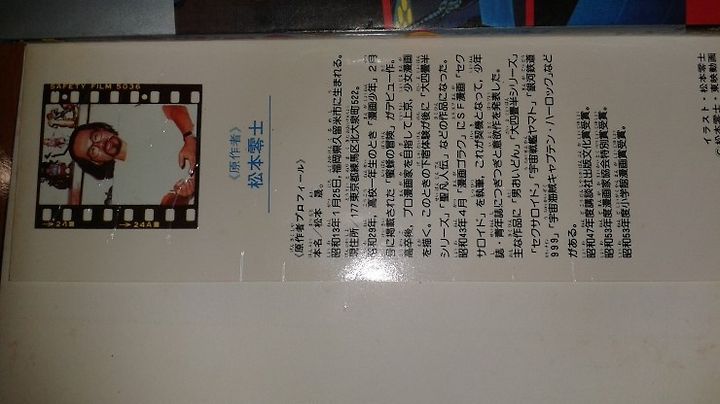 SAFETY FILM 5036
24
24A
《原作者》
松本零士
《原作者プロフィール》
本名/松本 晟。
昭和13年1月25日、福岡県久留米市に生まれる。
現住所/177東京都練馬区北大泉町522。
昭和29年、高校一年生のとき「漫画少年」2月
号に掲載された「蜜蜂の冒険」がデビュー作。
高卒後、プロ漫画家を目指して上京、少女漫画
を描く。このときの下宿体験が後に「大四畳半
シリーズ」「聖凡人伝」などの作品になった。
昭和43年4月「漫画ゴラク」にSF漫画「セク
サロイド」を執筆、これが契機となって、少年
誌・青年誌につぎつぎと意欲作を発表した。
主な作品に「男おいどん」「大四畳半シリーズ」
「セクサロイド」「宇宙戦艦ヤマト」「銀河鉄道
999」「宇宙海賊キャプテン・ハーロック」など
がある。
昭和47年度講談社出版文化賞受賞。
昭和53年度漫画家協会特別賞受賞。
昭和53年度小学館漫画賞受賞。
イラスト・松本零士
東映動画